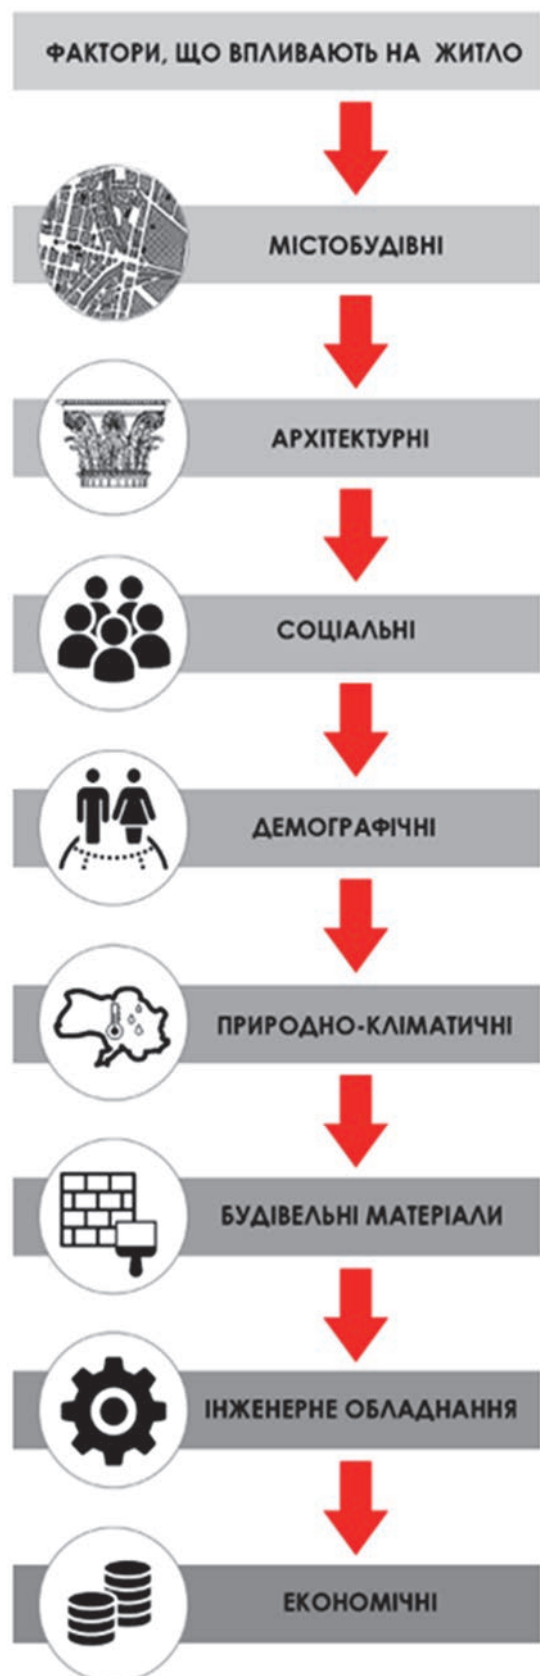 ФАКТОРИ, ЩО ВПЛИВАЮТЬ НА ЖИТЛО
МІСТОБУДІВНІ
АРХІТЕКТУРНІ
СОЦІАЛЬНІ
ДЕМОГРАФІЧНІ
ПРИРОДНО-КЛІМАТИЧНІ
БУДІВЕЛЬНІ МАТЕРІАЛИ
ІНЖЕНЕРНЕ ОБЛАДНАННЯ
ЕКОНОМІЧНІ